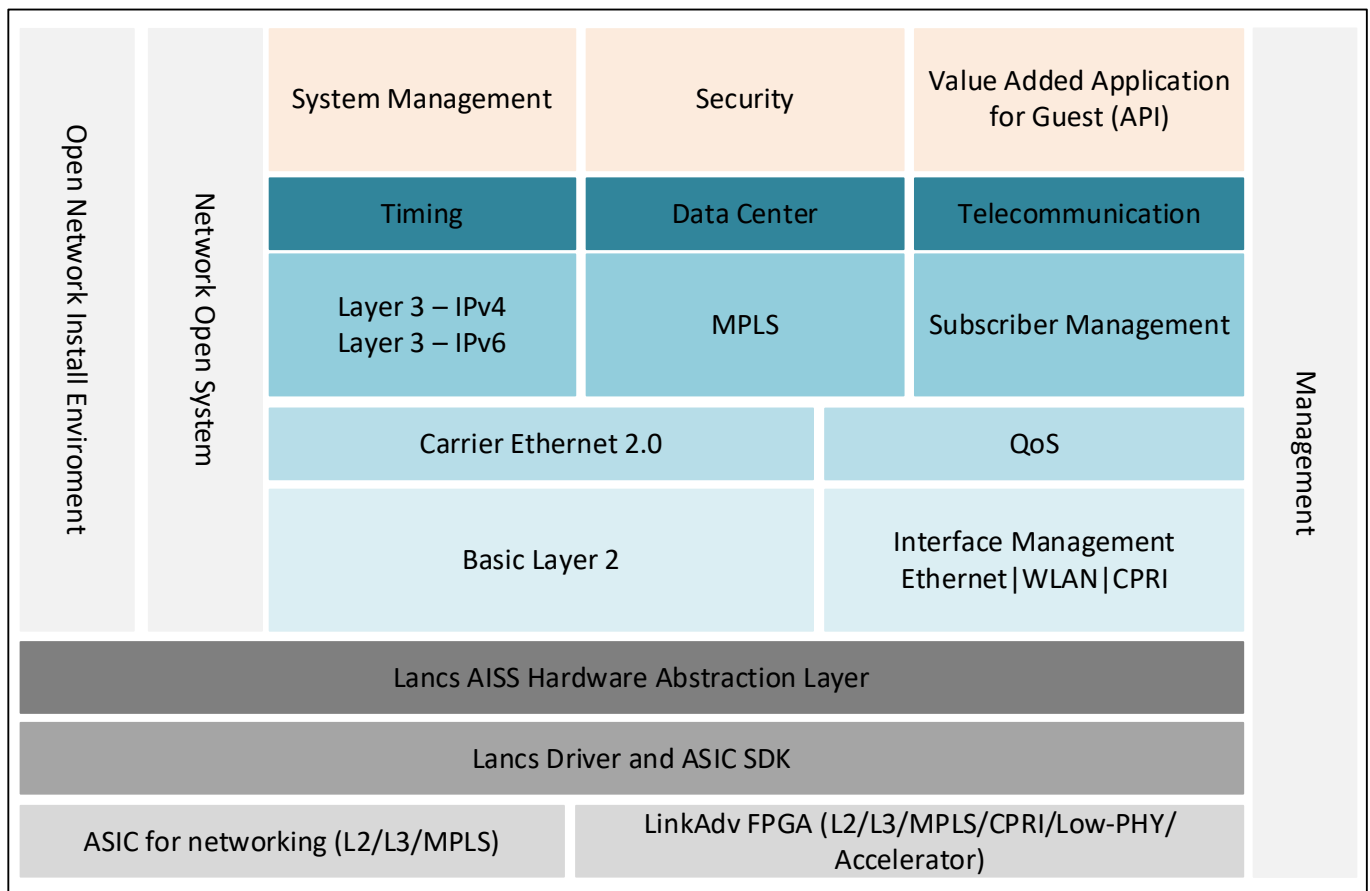 Open Network Install Enviroment
Network Open System
System Management
Security
Value Added Application
for Guest (API)
Timing
Data Center
Telecommunication
Layer 3 – IPv4
Layer 3 – IPv6
MPLS
Subscriber Management
Carrier Ethernet 2.0
QoS
Basic Layer 2
Interface Management
Ethernet|WLAN|CPRI
Management
Lancs AISS Hardware Abstraction Layer
Lancs Driver and ASIC SDK
ASIC for networking (L2/L3/MPLS)
LinkAdv FPGA (L2/L3/MPLS/CPRI/Low-PHY/
Accelerator)